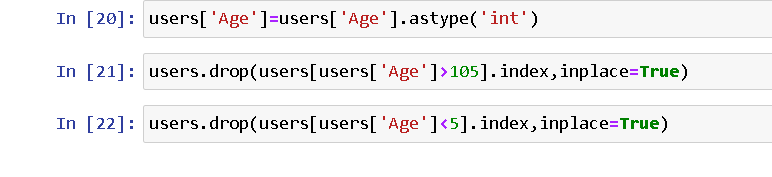 In [20]: users['Age']=users['Age'].astype('int')
In [21]: users.drop(users[users['Age']>105].index,inplace=True)
In [22]: users.drop(users[users['Age']<5].index,inplace=True)